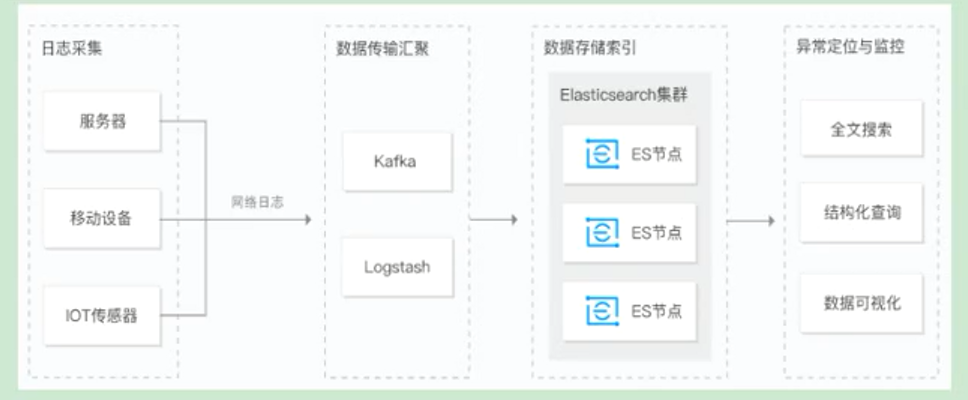 日志采集
服务器
移动设备
IOT传感器
网络日志
数据传输汇聚
Kafka
Logstash
数据存储索引
Elasticsearch集群
ES节点
ES节点
ES节点
异常定位与监控
全文搜索
结构化查询
数据可视化